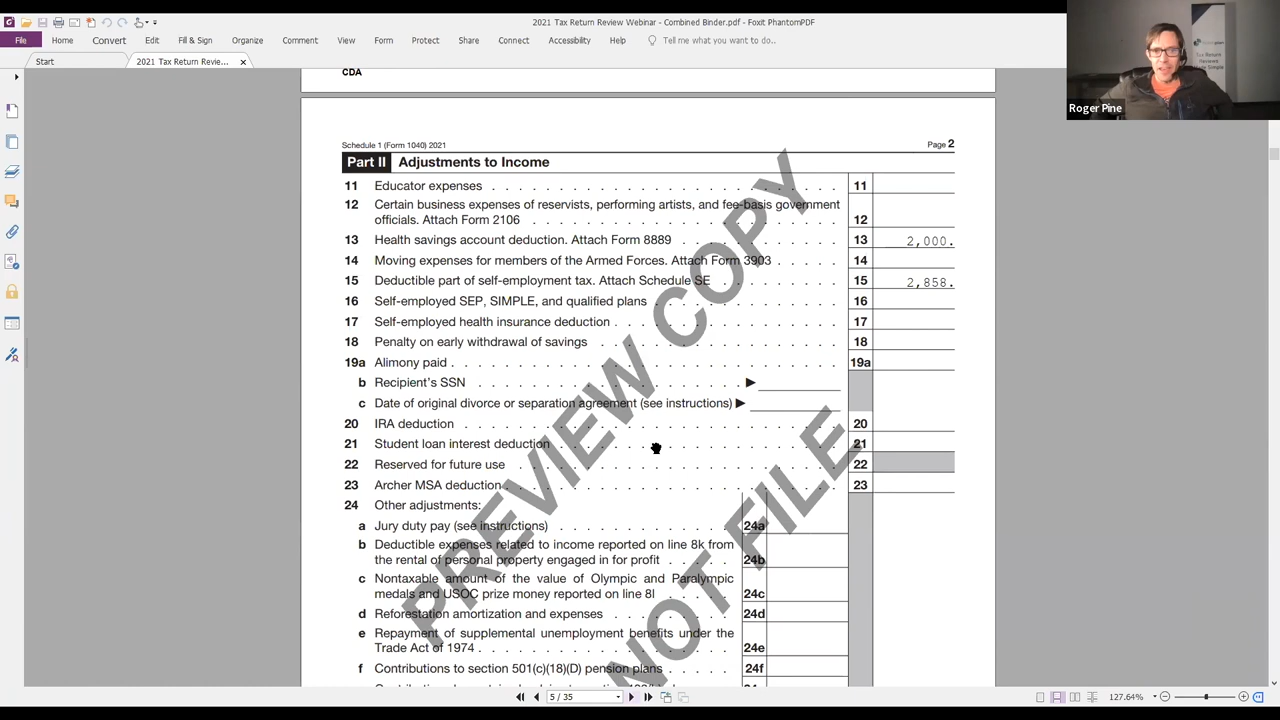 2021 Tax Return Review Webinar - Combined Binder.pdf - Foxit PhantomPDF
File Home Convert Edit Fill & Sign Organize Comment View Form Protect Share Connect Accessibility Help Tell me what you want to do..
Start 2021 Tax Return Revie...
Tax Return
Roger Pine
CDA
Schedule 1 (Form 1040) 2021 Page 2
Part II Adjustments to Income
11 Educator expenses 11
12 Certain business expenses of reservists, performing artists, and fee-basis government
officials. Attach Form 2106 12
13 Health savings account deduction. Attach Form 8889 13 2,000.
14 Moving expenses for members of the Armed Forces. Attach Form 3903 14
15 Deductible part of self-employment tax. Attach Schedule SE 15 2,858.
16 Self-employed SEP, SIMPLE, and qualified plans 16
17 Self-employed health insurance deduction 17
18 Penalty on early withdrawal of savings 18
19a Alimony paid 19a
b Recipient's SSN
c Date of original divorce or separation agreement (see instructions)
20 IRA deduction 20
21 Student loan interest deduction 21
22 Reserved for future use 22
23 Archer MSA deduction 23
24 Other adjustments:
a Jury duty pay (see instructions) 24a
b Deductible expenses related to income reported on line 8k from
the rental of personal property engaged in for profit 24b
c Nontaxable amount of the value of Olympic and Paralympic
medals and USOC prize money reported on line 8l 24c
d Reforestation amortization and expenses 24d
e Repayment of supplemental unemployment benefits under the
Trade Act of 1974 24e
f Contributions to section 501(c)(18)(D) pension plans 24f
PREVIEW COPY
NOT FILE
5 / 35 127.64%